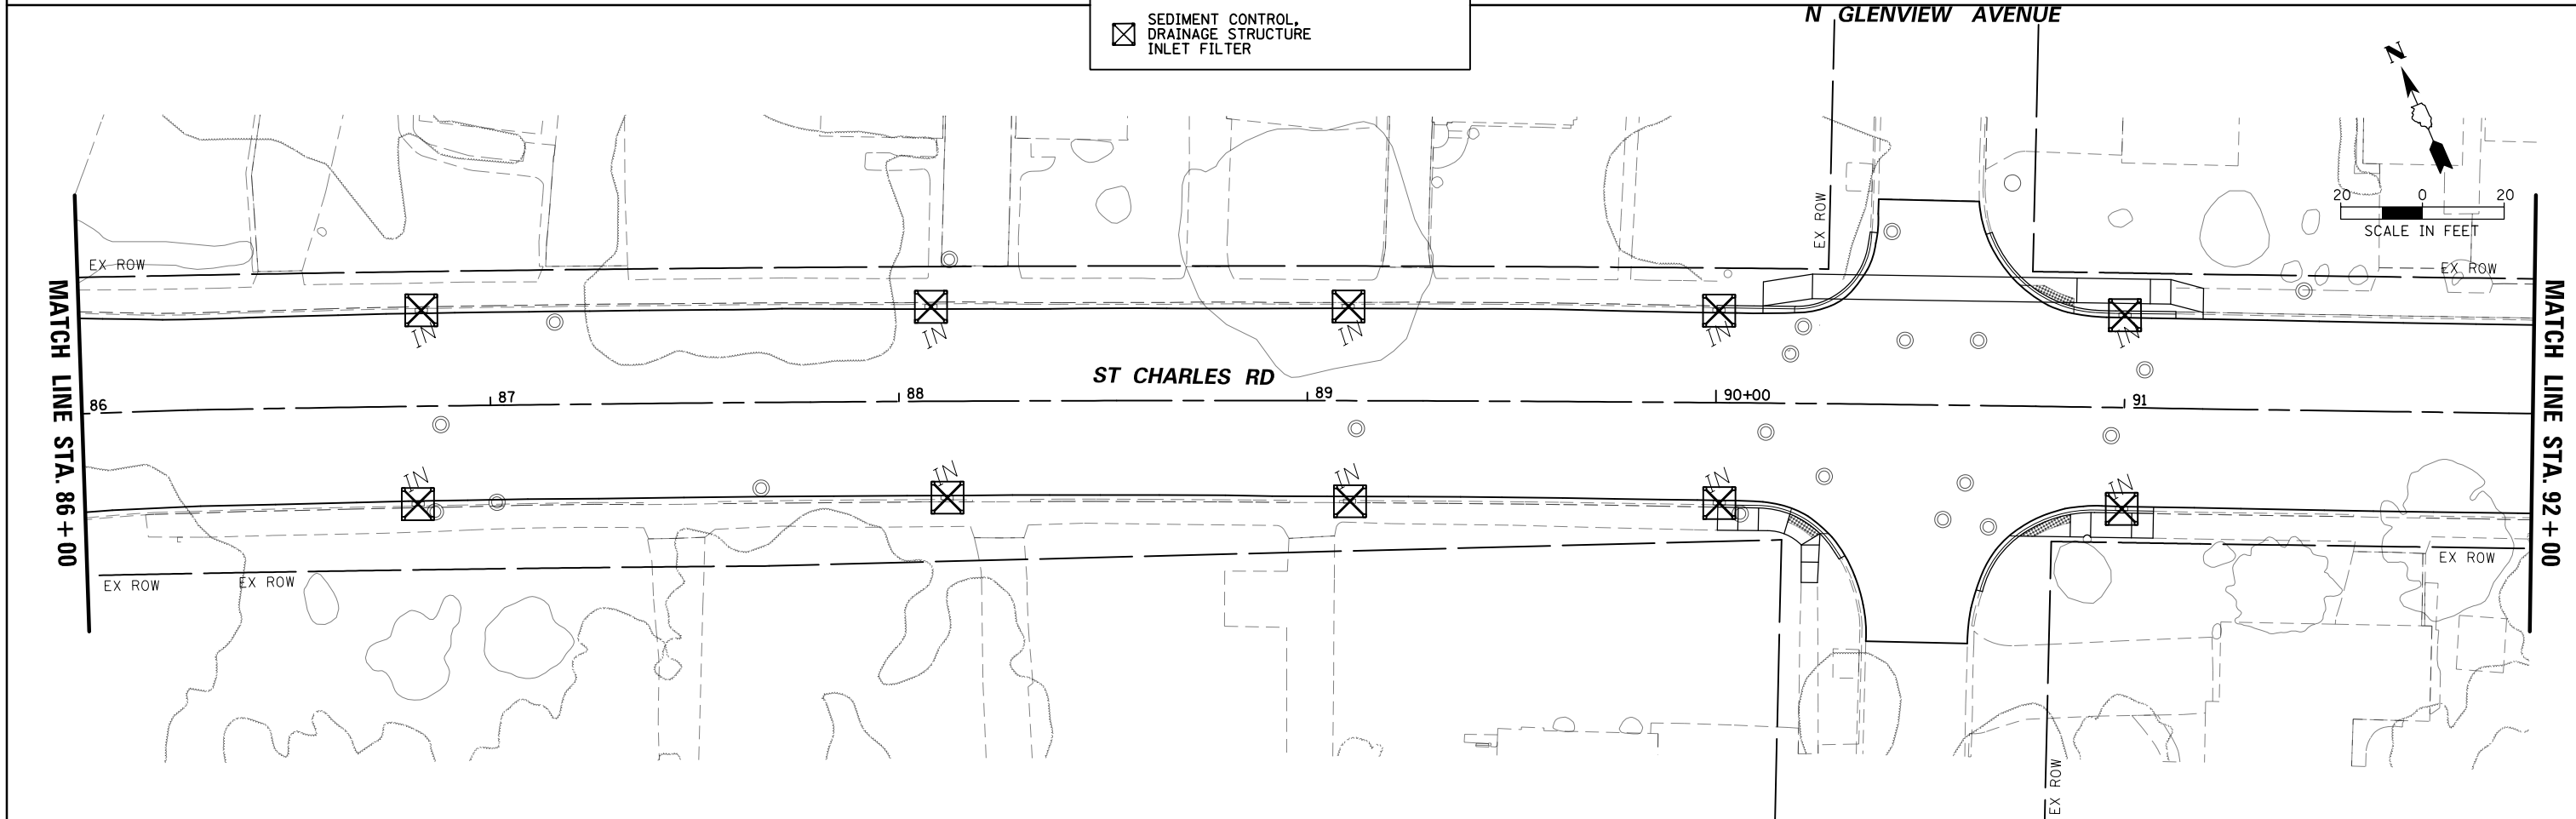 SEDIMENT CONTROL,
DRAINAGE STRUCTURE
INLET FILTER
N GLENVIEW AVENUE
N
20 0 20
SCALE IN FEET
EX ROW
EX ROW
EX ROW
IN
IN
IN
IN
IN
MATCH LINE STA. 86+00
MATCH LINE STA. 92+00
ST CHARLES RD
86
87
88
89
90+00
91
IN
IN
IN
IN
IN
EX ROW
EX ROW
EX ROW
EX ROW